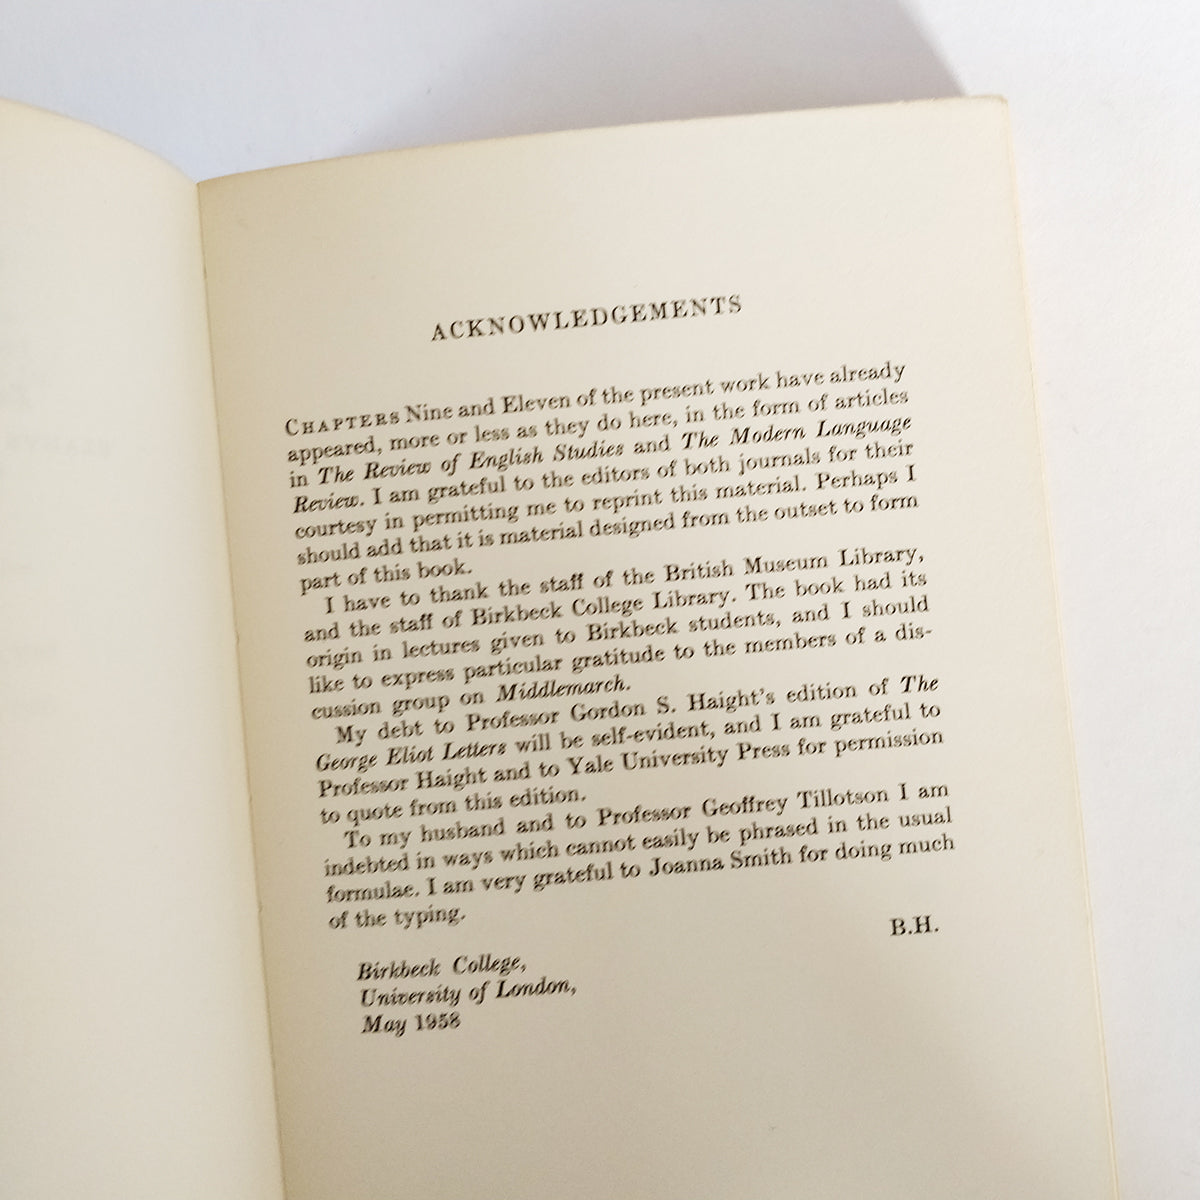 ACKNOWLEDGEMENTS
CHAPTERS Nine and Eleven of the present work have already
appeared, more or less as they do here, in the form of articles
in The Review of English Studies and The Modern Language
Review. I am grateful to the editors of both journals for their
courtesy in permitting me to reprint this material. Perhaps I
should add that it is material designed from the outset to form
part of this book.
I have to thank the staff of the British Museum Library,
and the staff of Birkbeck College Library. The book had its
origin in lectures given to Birkbeck students, and I should
like to express particular gratitude to the members of a dis-
cussion group on Middlemarch.
My debt to Professor Gordon S. Haight's edition of The
George Eliot Letters will be self-evident, and I am grateful to
Professor Haight and to Yale University Press for permission
to quote from this edition.
To my husband and to Professor Geoffrey Tillotson I am
indebted in ways which cannot easily be phrased in the usual
formulae. I am very grateful to Joanna Smith for doing much
of the typing.
B.H.
Birkbeck College,
University of London,
May 1958